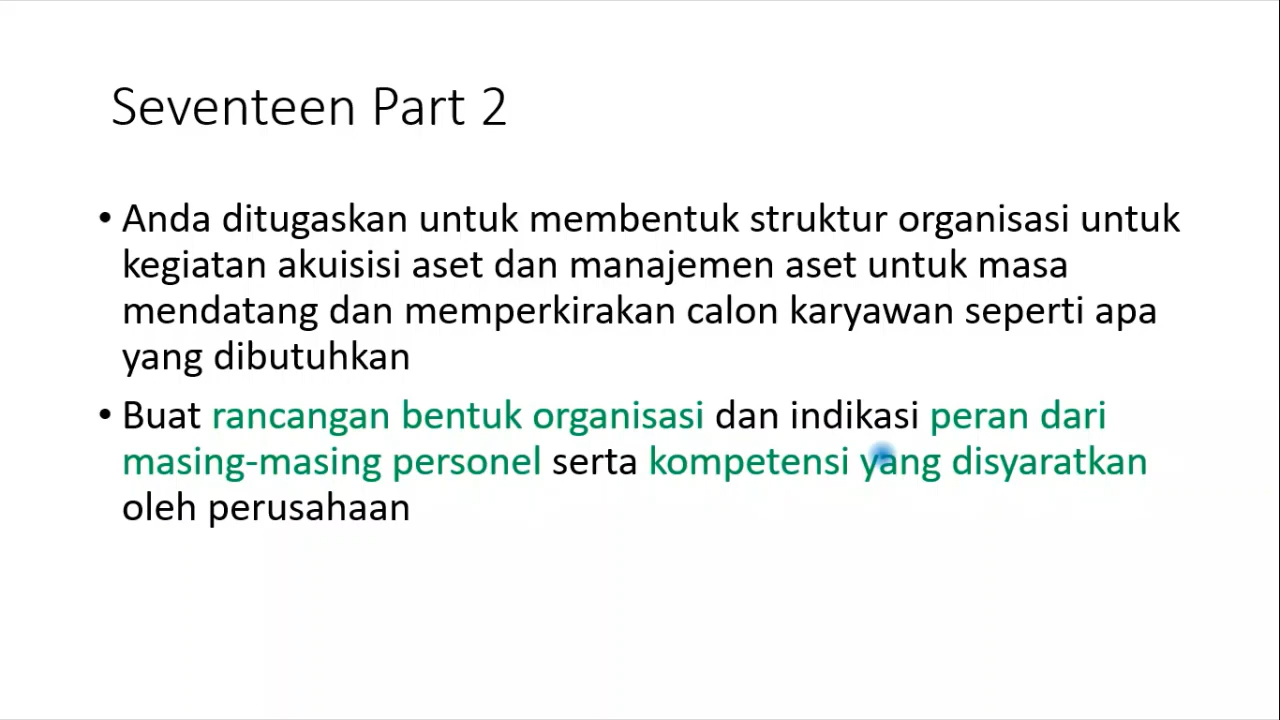 Seventeen Part 2
• Anda ditugaskan untuk membentuk struktur organisasi untuk
kegiatan akuisisi aset dan manajemen aset untuk masa
mendatang dan memperkirakan calon karyawan seperti apa
yang dibutuhkan
• Buat rancangan bentuk organisasi dan indikasi peran dari
masing-masing personel serta kompetensi yang disyaratkan
oleh perusahaan